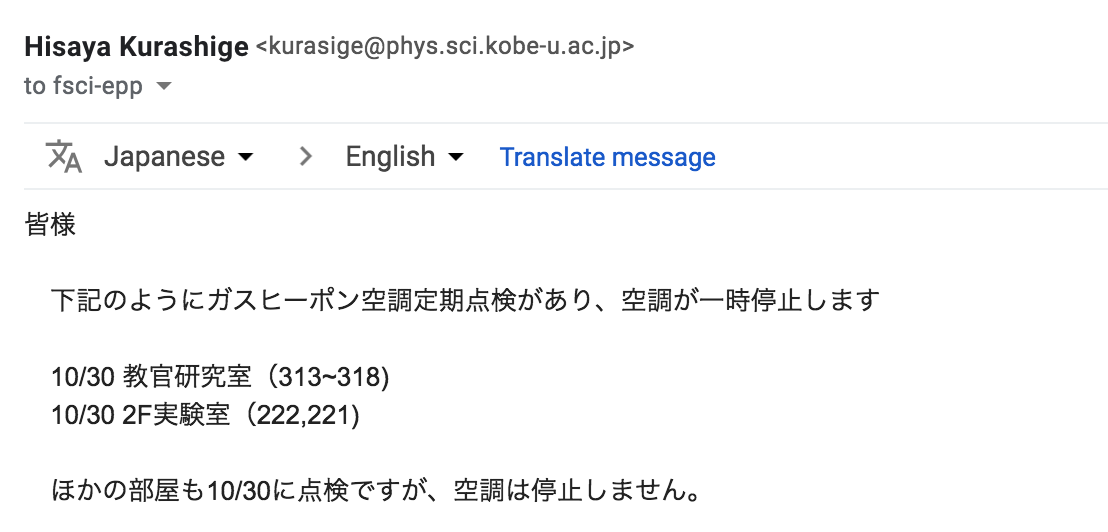 Hisaya Kurashige <kurasige@phys.sci.kobe-u.ac.jp>
to fsci-epp
Japanese > English Translate message
皆様
下記のようにガスヒーポン空調定期点検があり、空調が一時停止します
10/30 教官研究室（313~318)
10/30 2F実験室（222,221)
ほかの部屋も10/30に点検ですが、空調は停止しません。